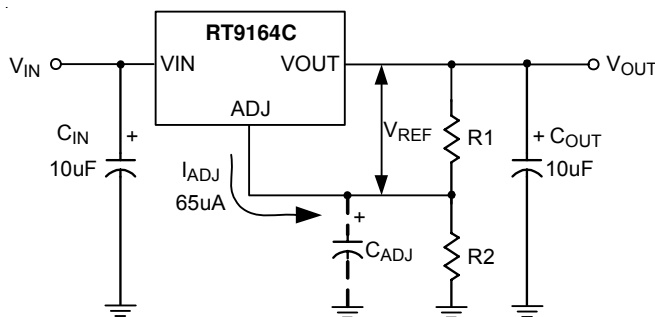 RT9164C
VIN
VIN
VOUT
VOUT
ADJ
CIN
+
10uF
IADJ
65uA
VREF
R1
+ COUT
10uF
+
CADJ
R2